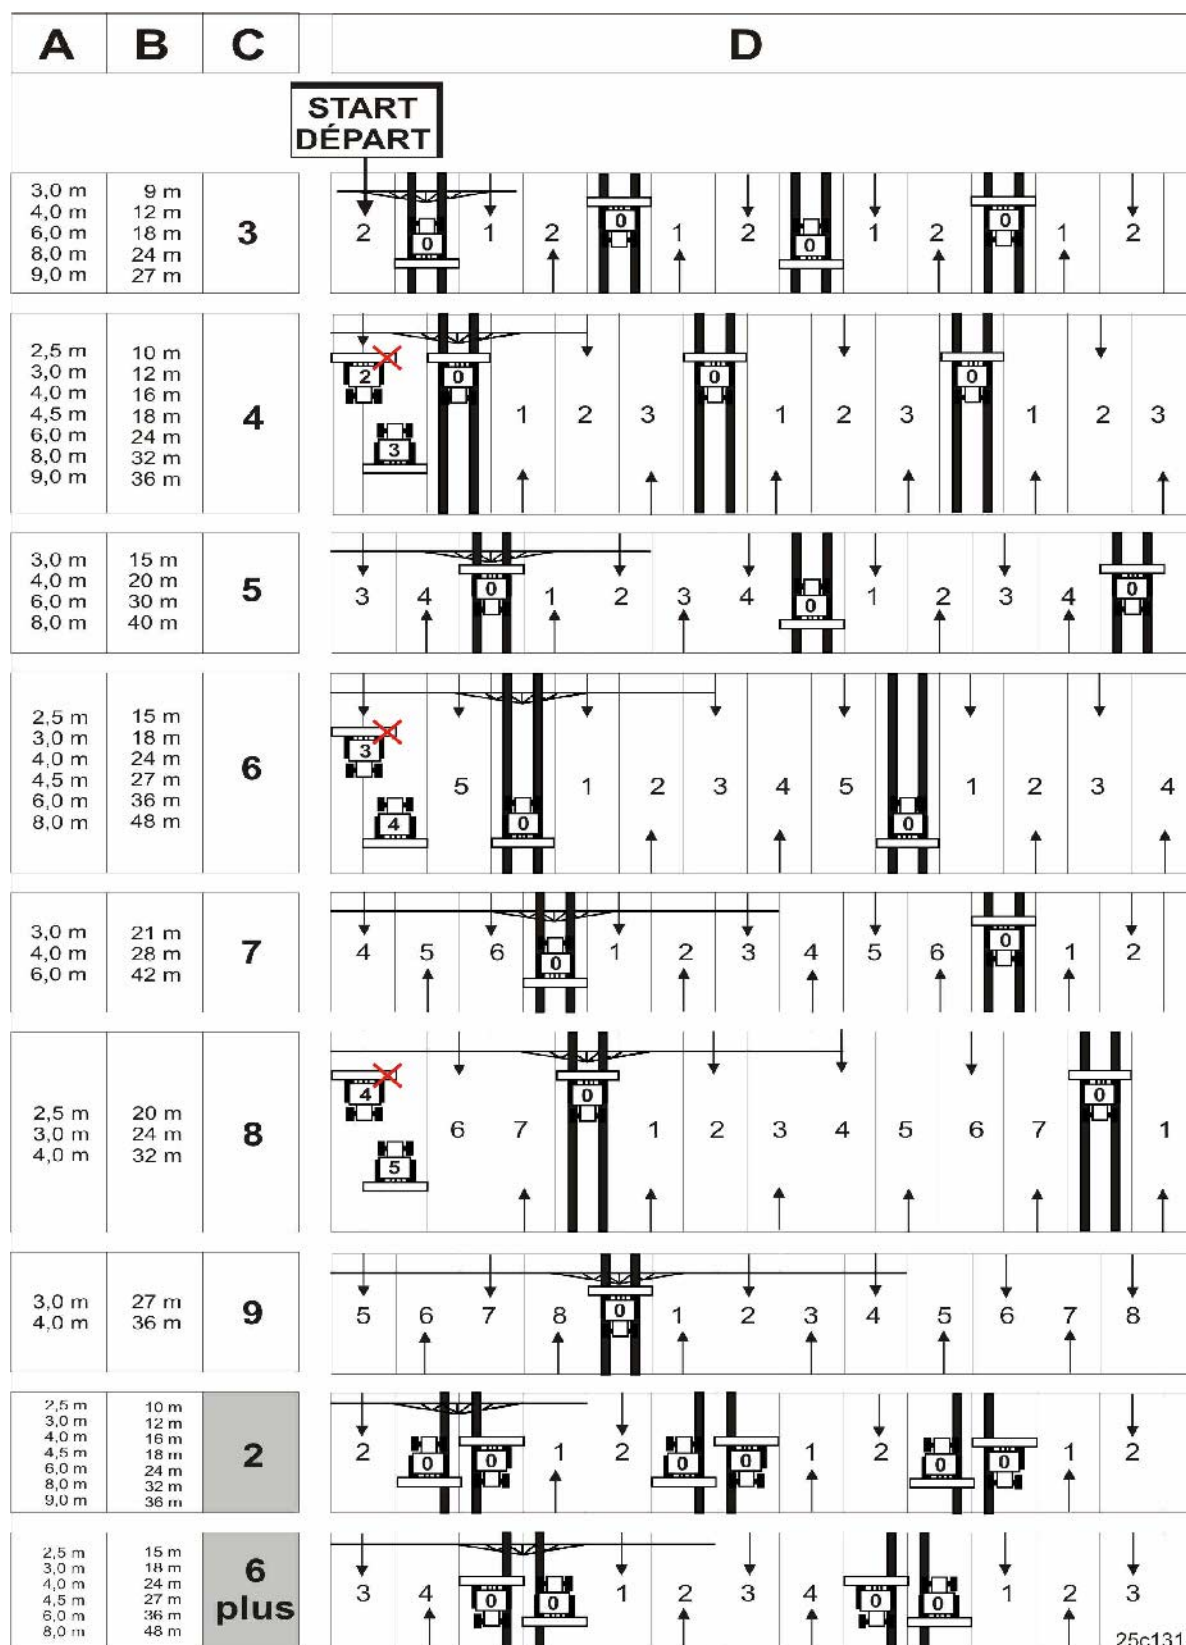 A B C D
START
DÉPART
3,0 m 9 m
4,0 m 12 m
6,0 m 18 m
8,0 m 24 m
9,0 m 27 m
3
2 0 1 2 0 1 2 0 1 2 0 1 2
2,5 m 10 m
3,0 m 12 m
4,0 m 16 m
4,5 m 18 m
6,0 m 24 m
8,0 m 32 m
9,0 m 36 m
4
2 0 0 0
1 2 3 1 2 3 1 2 3
3
3,0 m 15 m
4,0 m 20 m
6,0 m 30 m
8,0 m 40 m
5
3 4 0 1 2 3 4 0 1 2 3 4 0
2,5 m 15 m
3,0 m 18 m
4,0 m 24 m
4,5 m 27 m
6,0 m 36 m
8,0 m 48 m
6
3
5 1 2 3 4 5 1 2 3 4
4 0 0
3,0 m 21 m
4,0 m 28 m
6,0 m 42 m
7
4 5 6 0 1 2 3 4 5 6 0 1 2
2,5 m 20 m
3,0 m 24 m
4,0 m 32 m
8
4 0 0
6 7 1 2 3 4 5 6 7 1
5
3,0 m 27 m
4,0 m 36 m
9
5 6 7 8 0 1 2 3 4 5 6 7 8
2,5 m 10 m
3,0 m 12 m
4,0 m 16 m
4,5 m 18 m
6,0 m 24 m
8,0 m 32 m
9,0 m 36 m
2
2 0 0 1 2 0 0 1 2 0 0 1 2
2,5 m 15 m
3,0 m 18 m
4,0 m 24 m
4,5 m 27 m
6,0 m 36 m
8,0 m 48 m
6
plus
3 4 0 0 1 2 3 4 0 0 1 2 3
25c131